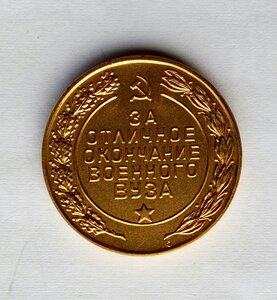 ЗА
ОТЛИЧНОЕ
ОКОНЧАНИЕ
ВОЕННОГО
ВУЗА